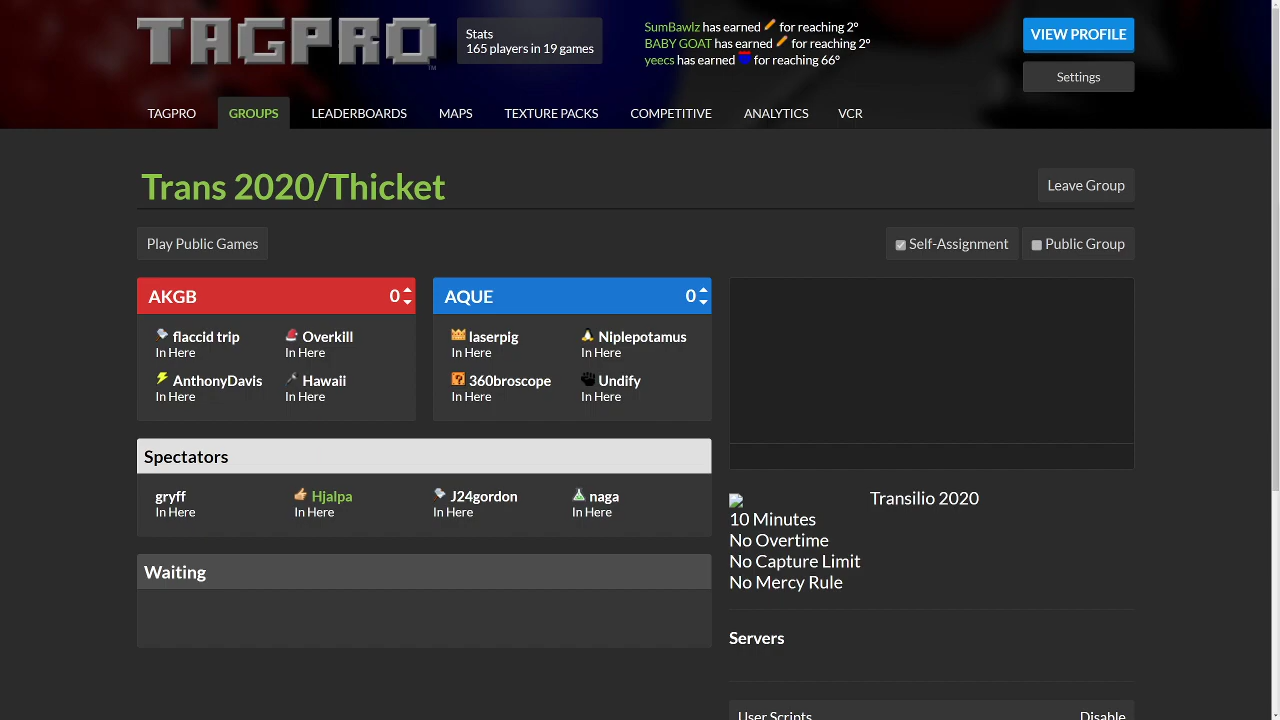 TAGPRO
TM
Stats
165 players in 19 games
SumBawlz has earned for reaching 2°
BABY GOAT has earned for reaching 2°
yeecs has earned for reaching 66°
VIEW PROFILE
Settings
TAGPRO GROUPS LEADERBOARDS MAPS TEXTURE PACKS COMPETITIVE ANALYTICS VCR
Trans 2020/Thicket
Leave Group
Play Public Games
Self-Assignment
Public Group
AKGB 0
flaccid trip Overkill
In Here In Here
AnthonyDavis Hawaii
In Here In Here
AQUE 0
laserpig Niplepotamus
In Here In Here
360broscope Undify
In Here In Here
Spectators
gryff Hjalpa J24gordon naga
In Here In Here In Here In Here
Waiting
Transilio 2020
10 Minutes
No Overtime
No Capture Limit
No Mercy Rule
Servers
User Scripts Disable